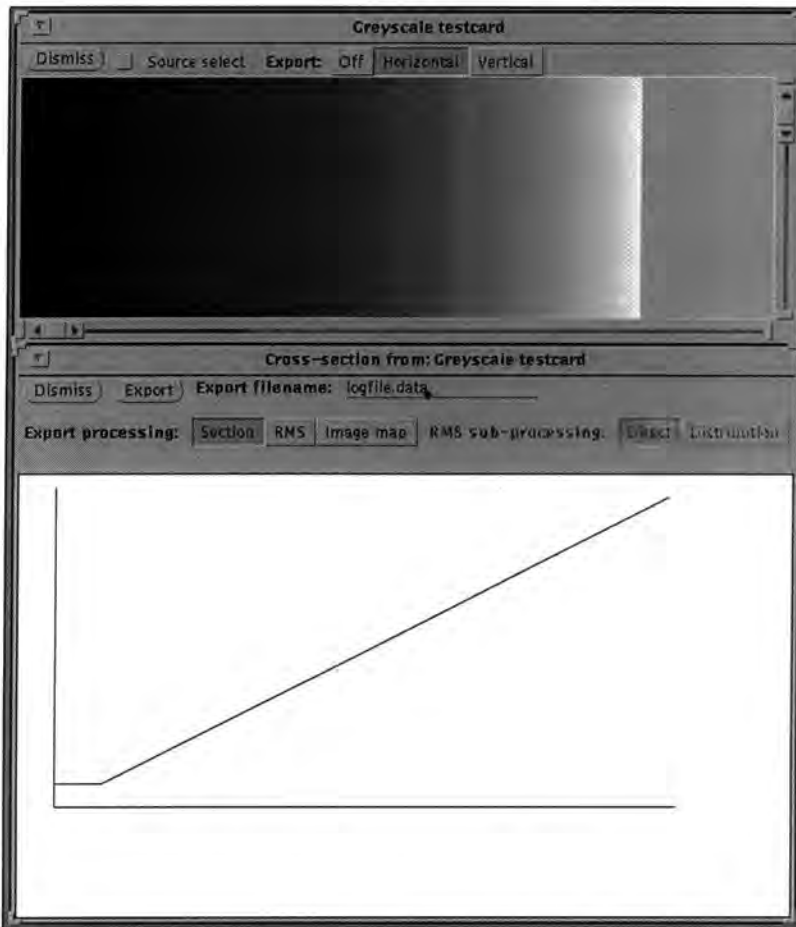 Greyscale testcard
Dismiss Source select Export: Off Horizontal Vertical
Cross-section from: Greyscale testcard
Dismiss Export Export filename: logfile.data
Export processing: Section RMS Image map RMS sub-processing: Direct